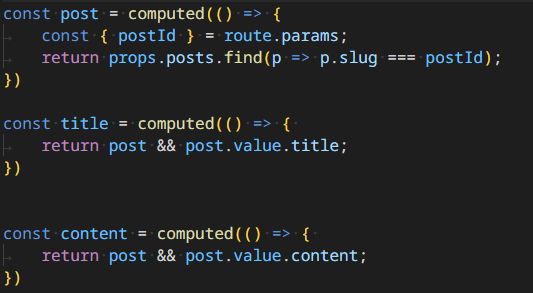 const post = computed(() => {
    const { postId } = route.params;
    return props.posts.find(p => p.slug === postId);
})

const title = computed(() => {
    return post && post.value.title;
})


const content = computed(() => {
    return post && post.value.content;
})